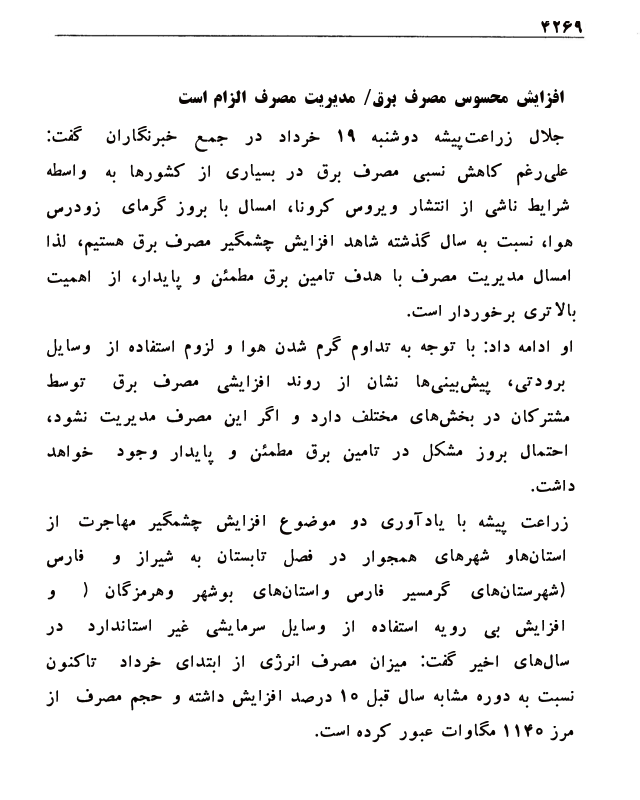 ۴۲۶۹
افزایش محسوس مصرف برق/ مدیریت مصرف الزام است
جلال زراعت‌پیشه دوشنبه ۱۹ خرداد در جمع خبرنگاران گفت:
علی‌رغم کاهش نسبی مصرف برق در بسیاری از کشورها به واسطه
شرایط ناشی از انتشار ویروس کرونا، امسال با بروز گرمای زودرس
هوا، نسبت به سال گذشته شاهد افزایش چشمگیر مصرف برق هستیم، لذا
امسال مدیریت مصرف با هدف تامین برق مطمئن و پایدار، از اهمیت
بالاتری برخوردار است.
او ادامه داد: با توجه به تداوم گرم شدن هوا و لزوم استفاده از وسایل
برودتی، پیش‌بینی‌ها نشان از روند افزایشی مصرف برق توسط
مشترکان در بخش‌های مختلف دارد و اگر این مصرف مدیریت نشود،
احتمال بروز مشکل در تامین برق مطمئن و پایدار وجود خواهد
داشت.
زراعت پیشه با یادآوری دو موضوع افزایش چشمگیر مهاجرت از
استان‌هاو شهرهای همجوار در فصل تابستان به شیراز و فارس
(شهرستان‌های گرمسیر فارس واستان‌های بوشهر وهرمزگان ( و
افزایش بی رویه استفاده از وسایل سرمایشی غیر استاندارد در
سال‌های اخیر گفت: میزان مصرف انرژی از ابتدای خرداد تاکنون
نسبت به دوره مشابه سال قبل ۱۵ درصد افزایش داشته و حجم مصرف از
مرز ۱۱۴۵ مگاوات عبور کرده است.